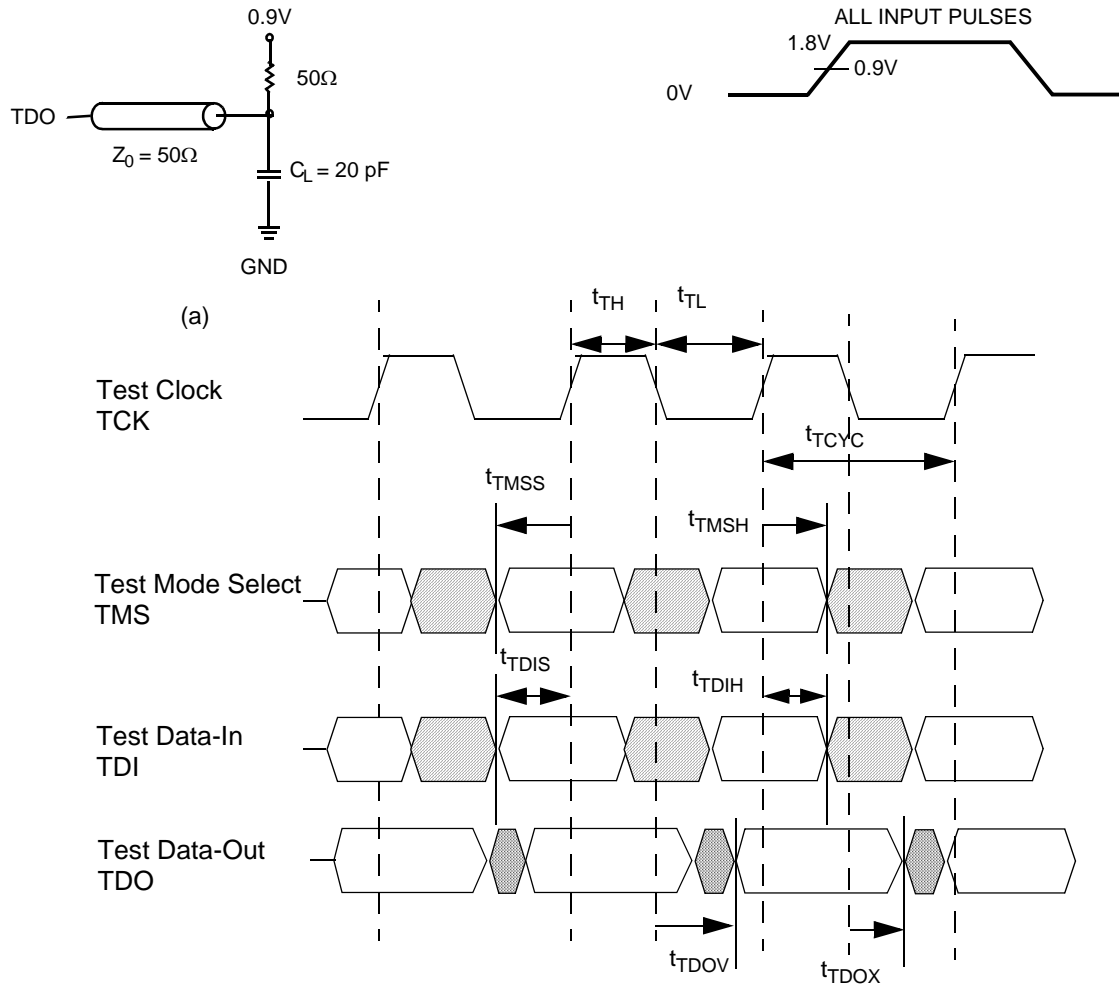 0.9V
50Ω
TDO
Z0 = 50Ω
CL = 20 pF
GND
(a)
ALL INPUT PULSES
1.8V
0.9V
0V
tTH
tTL
Test Clock
TCK
tTCYC
tTMSS
tTMSH
Test Mode Select
TMS
tTDIS
tTDIH
Test Data-In
TDI
Test Data-Out
TDO
tTDOV
tTDOX